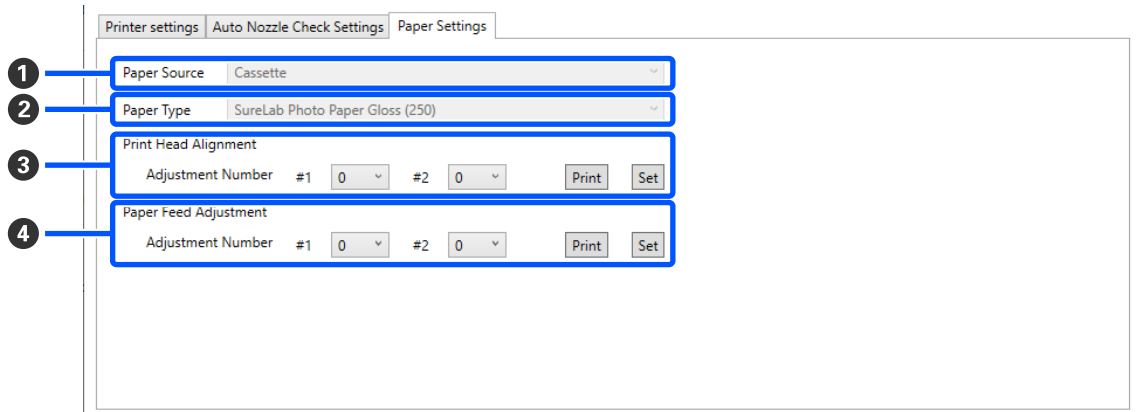 Printer settings Auto Nozzle Check Settings Paper Settings
1 Paper Source Cassette
2 Paper Type SureLab Photo Paper Gloss (250)
Print Head Alignment
3 Adjustment Number #1 0 #2 0 Print Set
Paper Feed Adjustment
4 Adjustment Number #1 0 #2 0 Print Set